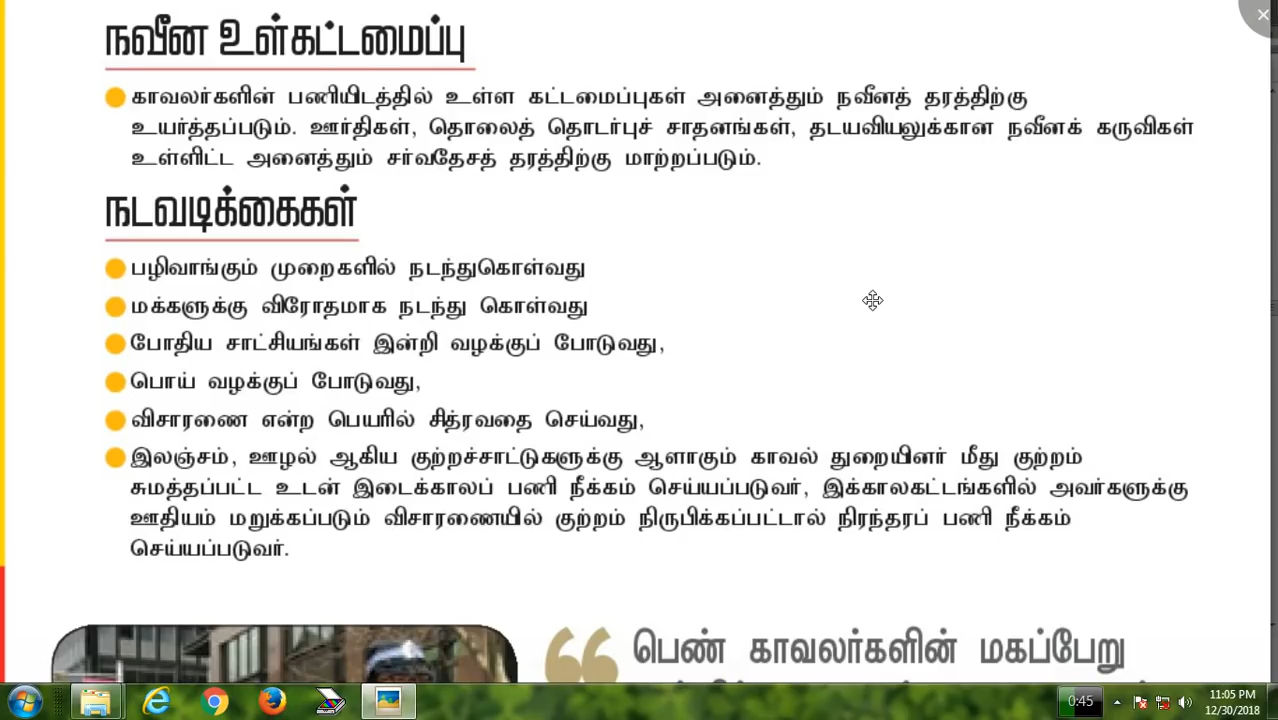 நவீன உள்கட்டமைப்பு
காவலர்களின் பணியிடத்தில் உள்ள கட்டமைப்புகள் அனைத்தும் நவீனத் தரத்திற்கு
உயர்த்தப்படும். ஊர்திகள், தொலைத் தொடர்புச் சாதனங்கள், தடயவியலுக்கான நவீனக் கருவிகள்
உள்ளிட்ட அனைத்தும் சர்வதேசத் தரத்திற்கு மாற்றப்படும்.
நடவடிக்கைகள்
பழிவாங்கும் முறைகளில் நடந்துகொள்வது
மக்களுக்கு விரோதமாக நடந்து கொள்வது
போதிய சாட்சியங்கள் இன்றி வழக்குப் போடுவது,
பொய் வழக்குப் போடுவது,
விசாரணை என்ற பெயரில் சித்ரவதை செய்வது,
இலஞ்சம், ஊழல் ஆகிய குற்றச்சாட்டுகளுக்கு ஆளாகும் காவல் துறையினர் மீது குற்றம்
சுமத்தப்பட்ட உடன் இடைக்காலப் பணி நீக்கம் செய்யப்படுவர், இக்காலகட்டங்களில் அவர்களுக்கு
ஊதியம் மறுக்கப்படும் விசாரணையில் குற்றம் நிருபிக்கப்பட்டால் நிரந்தரப் பணி நீக்கம்
செய்யப்படுவர்.
பெண் காவலர்களின் மகப்பேறு
0:45
11:05 PM
12/30/2018